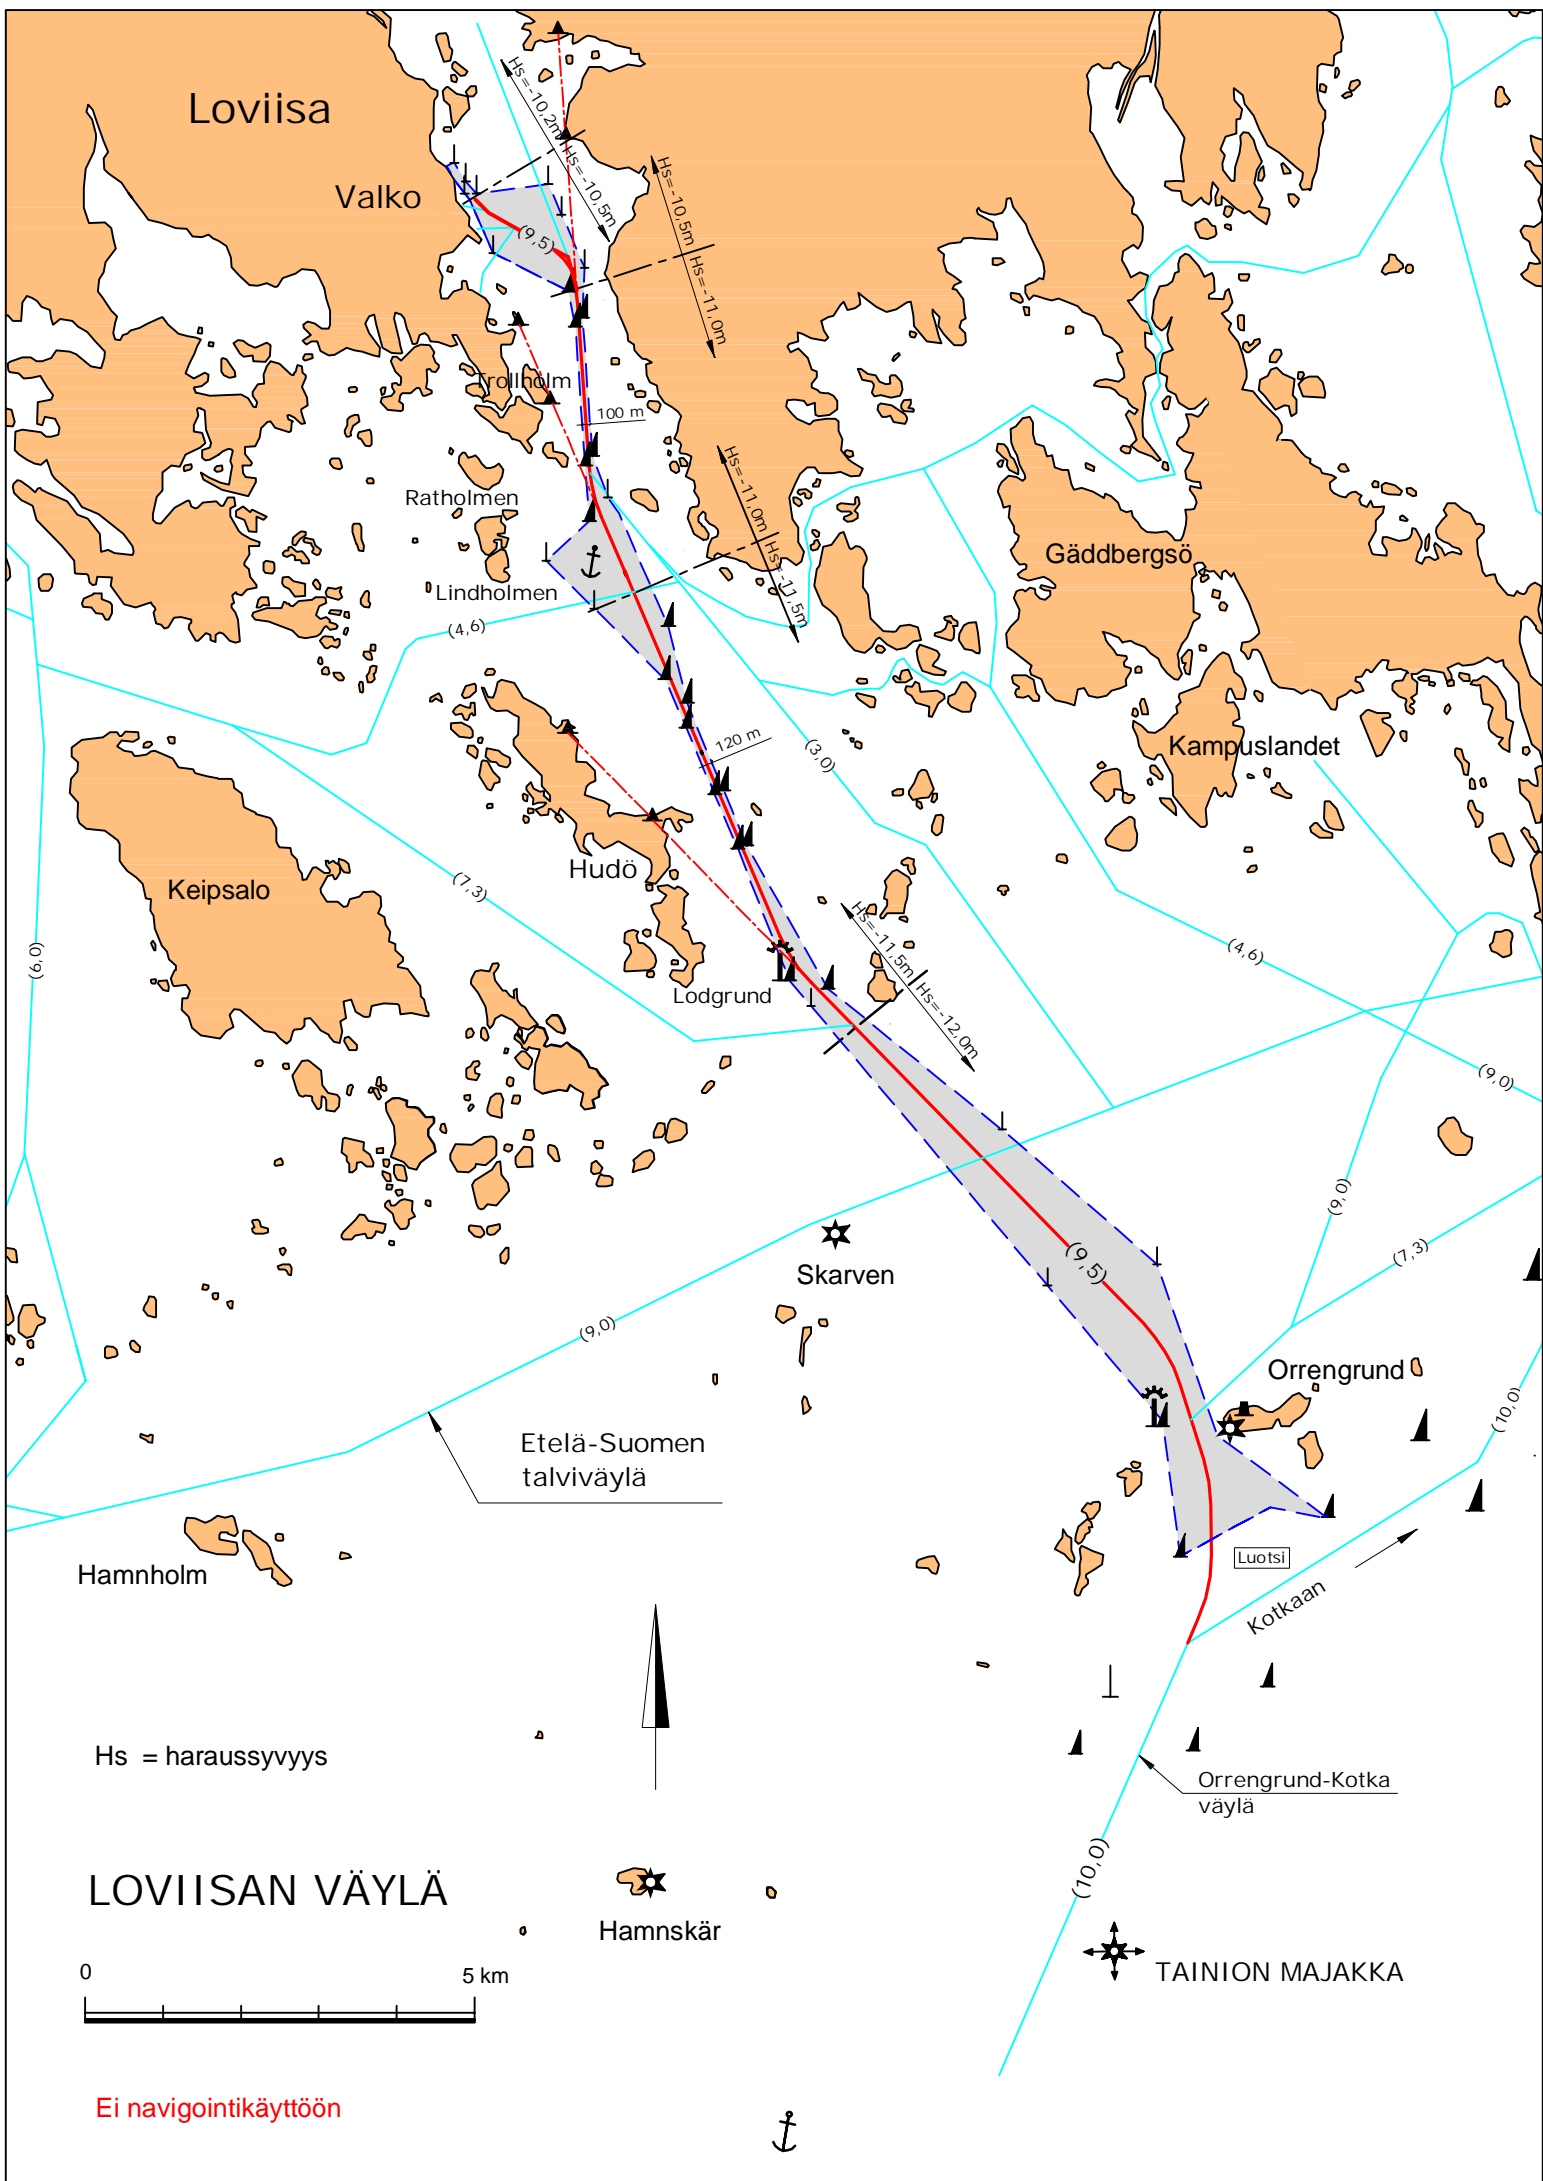 Loviisa
Hs=-10,2m
Hs=-10,5m
Hs=-10,5m
Hs=-11,0m
Valko
(9,5)
Trollholm
100 m
Ratholmen
Hs=-11,0m
Hs=-11,5m
Gäddbergsö
Lindholmen
(4,6)
120 m
(3,0)
Kampuslandet
Hudö
(7,3)
Keipsalo
(6,0)
Hs=-11,5m
Hs=-12,0m
(4,6)
Lodgrund
(9,0)
(9,0)
(7,3)
(9,5)
Skarven
(9,0)
Orrengrund
(10,0)
Etelä-Suomen
talviväylä
Luotsi
Hamnholm
Kotkaan
Hs = haraussyvyys
Orrengrund-Kotka
väylä
(10,0)
LOVIISAN VÄYLÄ
Hamnskär
TAINION MAJAKKA
0 5 km
Ei navigointikäyttöön